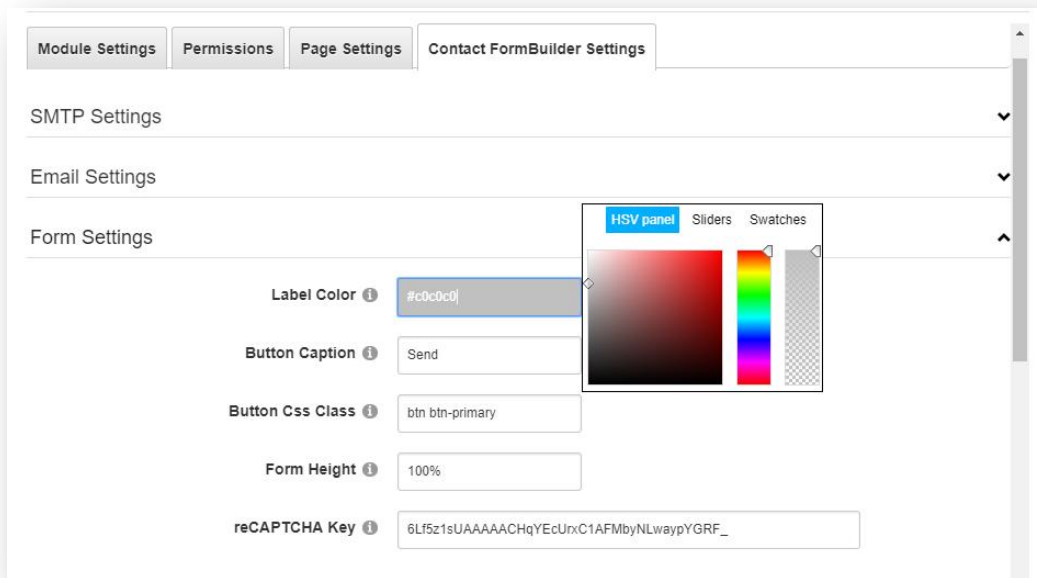 Module Settings Permissions Page Settings Contact FormBuilder Settings
SMTP Settings
Email Settings
HSV panel Sliders Swatches
Form Settings
Label Color #c0c0c0
Button Caption Send
Button Css Class btn btn-primary
Form Height 100%
reCAPTCHA Key 6Lf5z1sUAAAAACHqYEcUrxC1AFMbyNLwaypYGRF_